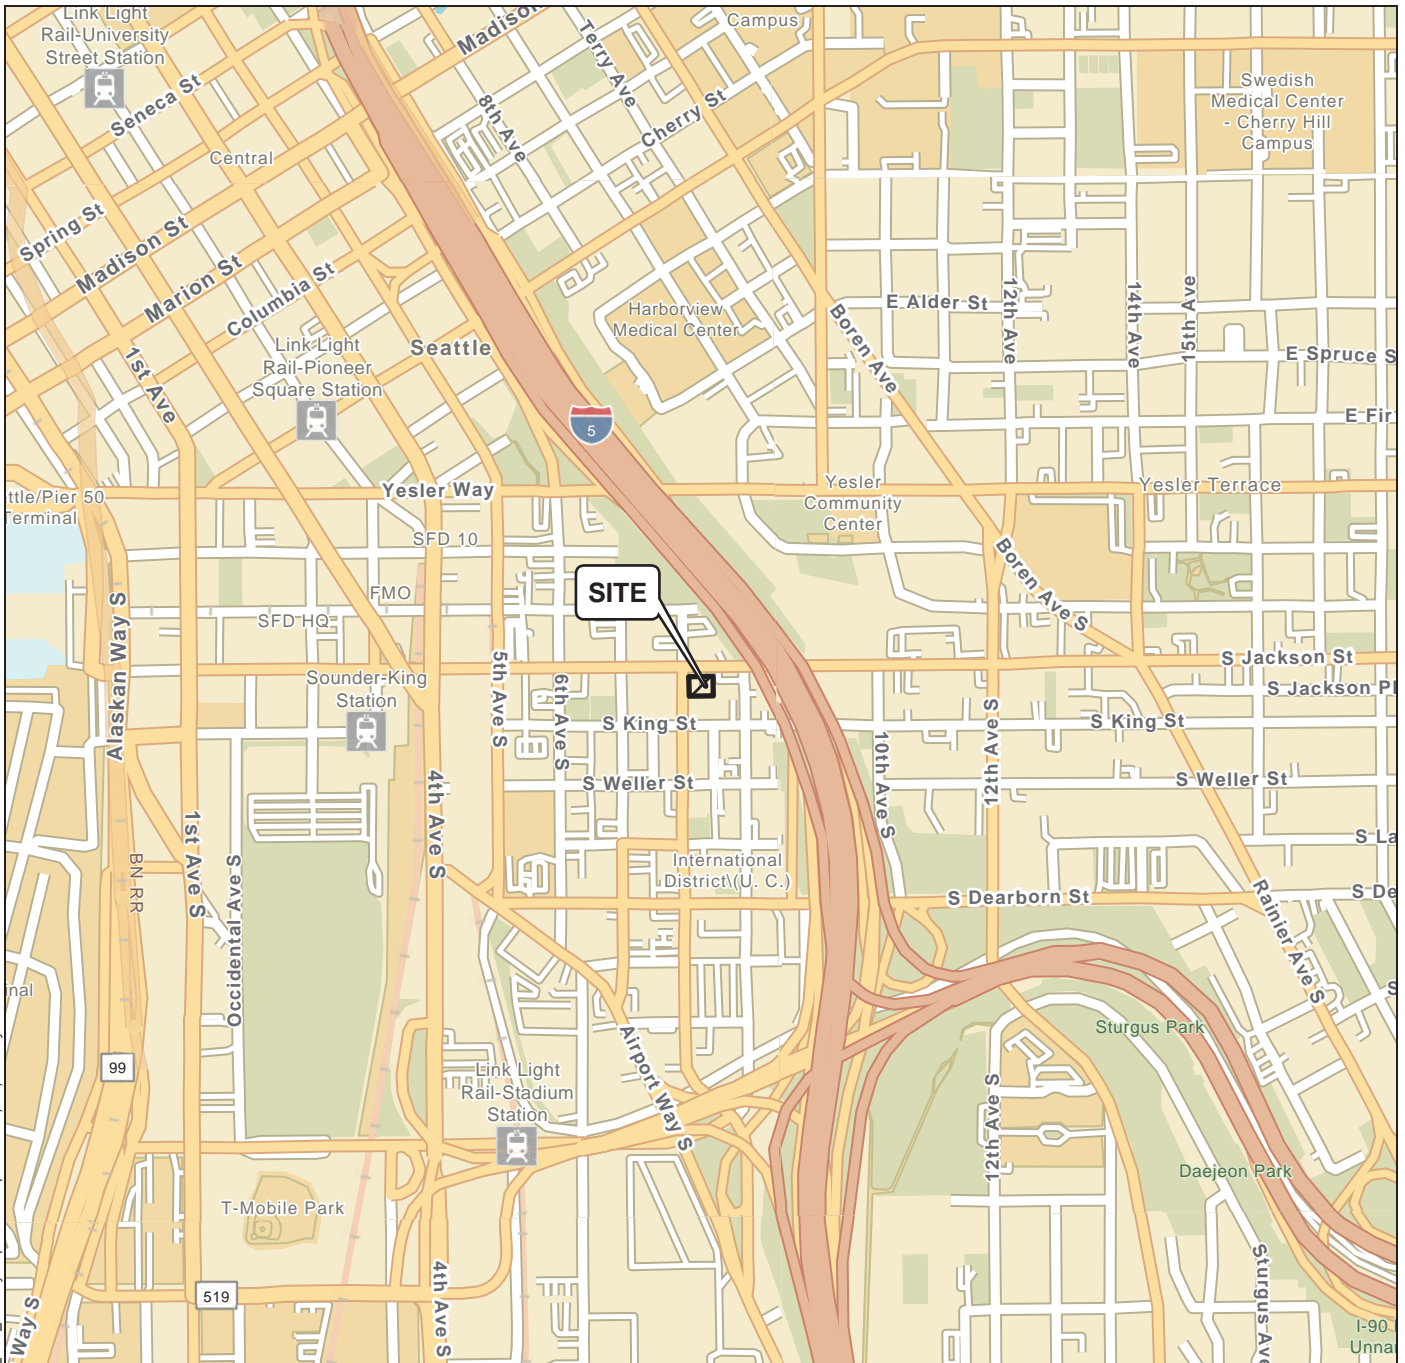 Link Light
Rail-University
Street Station
Madison
Terry Ave
Campus
Seneca St
8th Ave
Cherry St
Swedish
Medical Center
- Cherry Hill
Campus
Central
Spring St
Madison St
Marion St
Columbia St
Harborview
Medical Center
E Alder St
12th Ave
14th Ave
15th Ave
Boren Ave
Link Light
Rail-Pioneer
Square Station
Seattle
1st Ave
E Spruce S
E Fir
5
ttle/Pier 50
Terminal
Yesler Way
Yesler
Community
Center
Yesler Terrace
SFD 10
Boren Ave S
SITE
FMO
SFD HQ
Alaskan Way S
Sounder-King
Station
5th Ave S
6th Ave S
S Jackson St
S Jackson Pl
S King St
S King St
12th Ave S
10th Ave S
S Weller St
S Weller St
4th Ave S
1st Ave S
BN RR
Occidental Ave S
International
District\(U. C.)
S La
S Dearborn St
S De
Rainier Ave S
inal
S
Sturgus Park
Airport Way S
99
Link Light
Rail-Stadium
Station
12th Ave S
Daejeon Park
T-Mobile Park
519
4th Ave S
Sturgus Ave
Way S
I-90
Unna